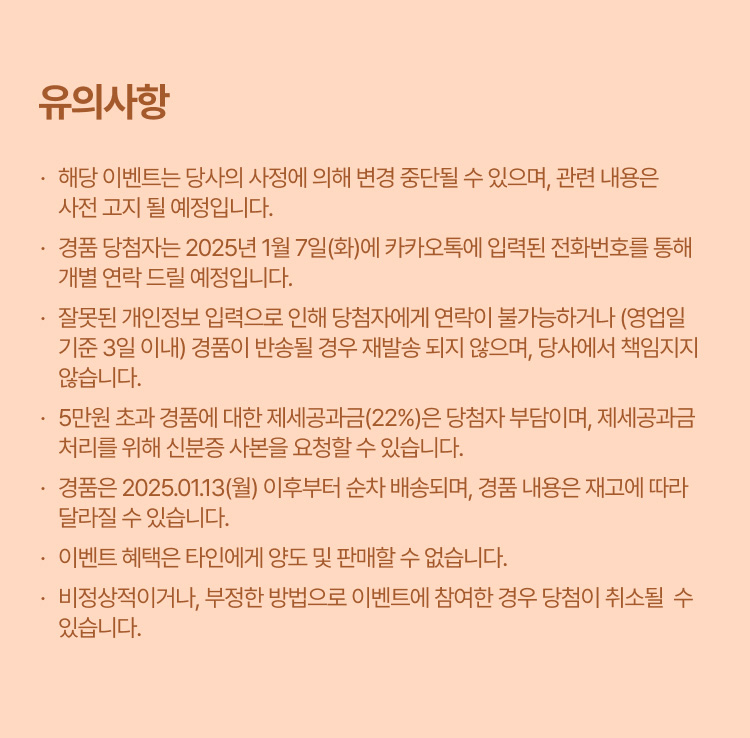 유의사항
· 해당 이벤트는 당사의 사정에 의해 변경 중단될 수 있으며, 관련 내용은
사전 고지 될 예정입니다.
· 경품 당첨자는 2025년 1월 7일(화)에 카카오톡에 입력된 전화번호를 통해
개별 연락 드릴 예정입니다.
· 잘못된 개인정보 입력으로 인해 당첨자에게 연락이 불가능하거나 (영업일
기준 3일 이내) 경품이 반송될 경우 재발송 되지 않으며, 당사에서 책임지지
않습니다.
· 5만원 초과 경품에 대한 제세공과금(22%)은 당첨자 부담이며, 제세공과금
처리를 위해 신분증 사본을 요청할 수 있습니다.
· 경품은 2025.01.13(월) 이후부터 순차 배송되며, 경품 내용은 재고에 따라
달라질 수 있습니다.
· 이벤트 혜택은 타인에게 양도 및 판매할 수 없습니다.
· 비정상적이거나, 부정한 방법으로 이벤트에 참여한 경우 당첨이 취소될  수
있습니다.